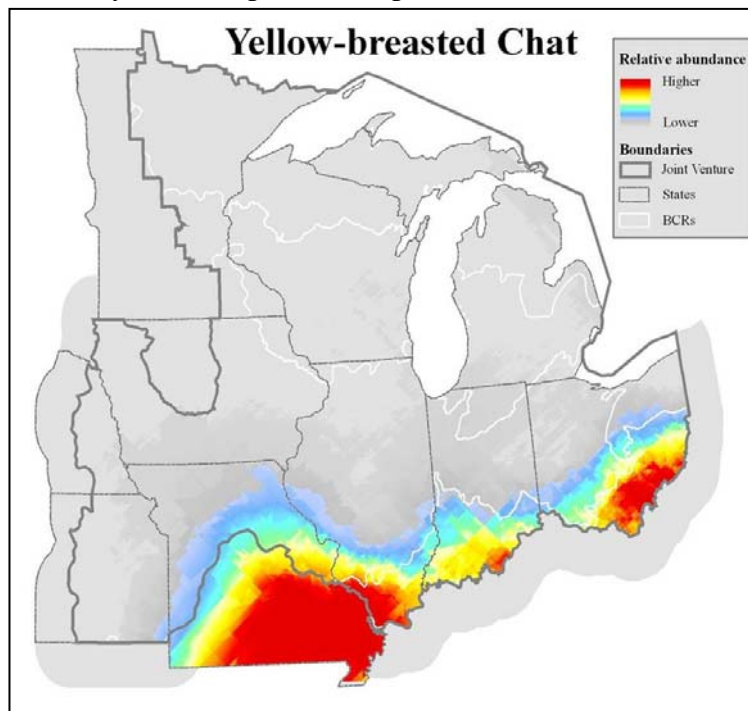 Yellow-breasted Chat
Relative abundance
Higher
Lower
Boundaries
Joint Venture
States
BCRs